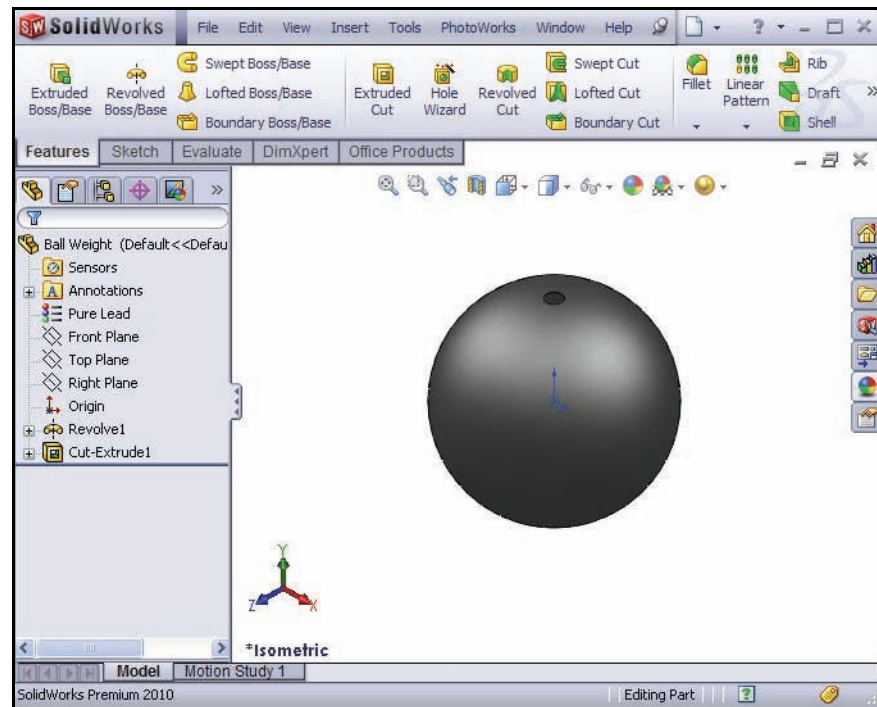 SolidWorks File Edit View Insert Tools PhotoWorks Window Help ?
Swept Boss/Base
Lofted Boss/Base
Boundary Boss/Base
Extruded Boss/Base
Revolved Boss/Base
Extruded Cut
Hole Wizard
Revolved Cut
Swept Cut
Lofted Cut
Boundary Cut
Fillet
Linear Pattern
Rib
Draft
Shell
Features Sketch Evaluate DimXpert Office Products
Ball Weight (Default<<Defau
Sensors
A Annotations
Pure Lead
Front Plane
Top Plane
Right Plane
Origin
Revolve1
Cut-Extrude1
Y
Z X
*Isometric
Model Motion Study 1
SolidWorks Premium 2010 Editing Part ?